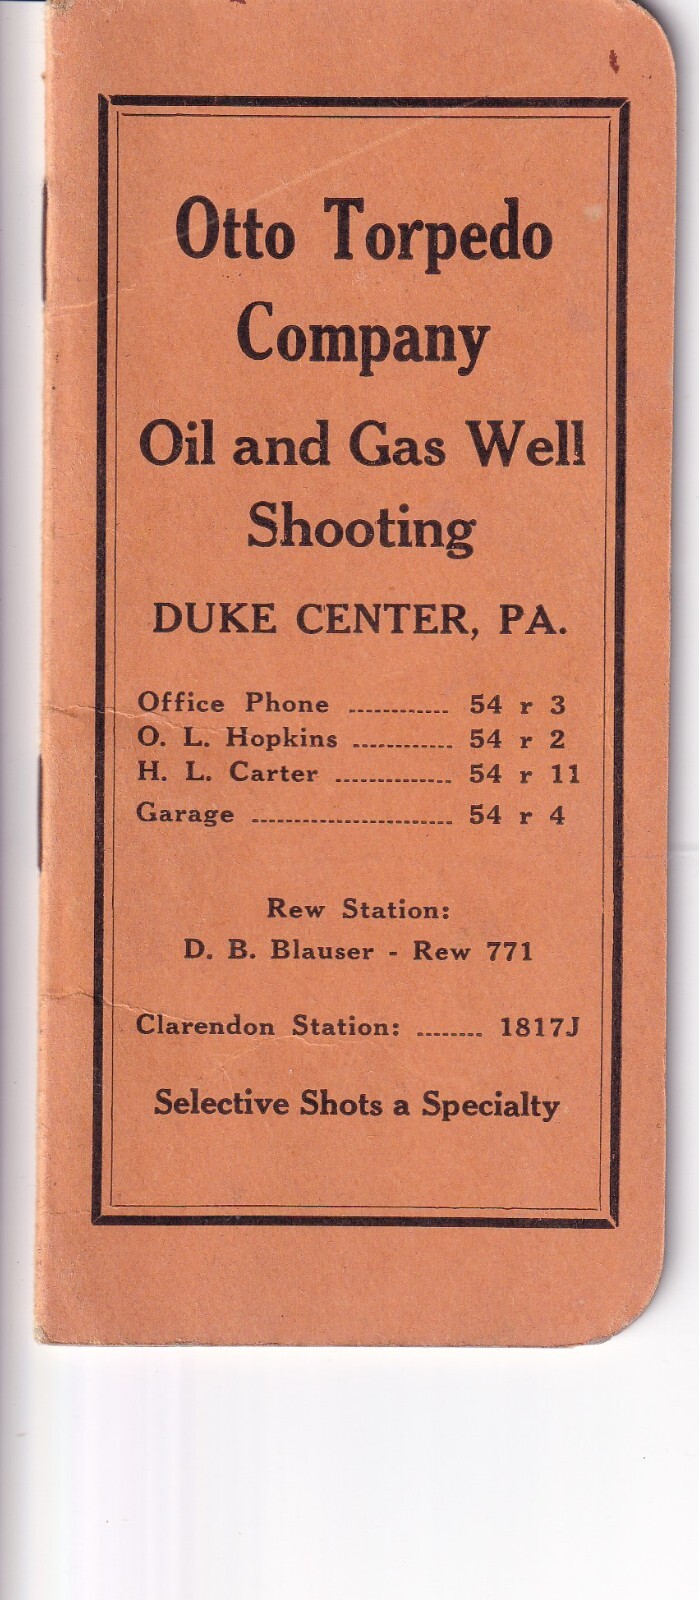 Otto Torpedo
Company
Oil and Gas Well
Shooting
DUKE CENTER, PA.
Office Phone ............ 54 r 3
O. L. Hopkins ............ 54 r 2
H. L. Carter .............. 54 r 11
Garage ........................ 54 r 4
Rew Station:
D. B. Blauser - Rew 771
Clarendon Station: ........ 1817J
Selective Shots a Specialty